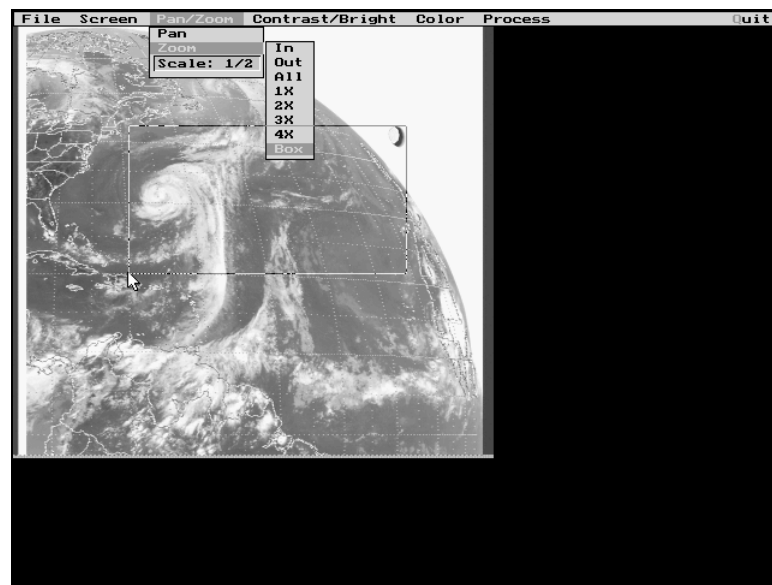 File Screen Pan/Zoom Contrast/Bright Color Process Quit
Pan
Zoom
Scale: 1/2
In
Out
All
1X
2X
3X
4X
Box